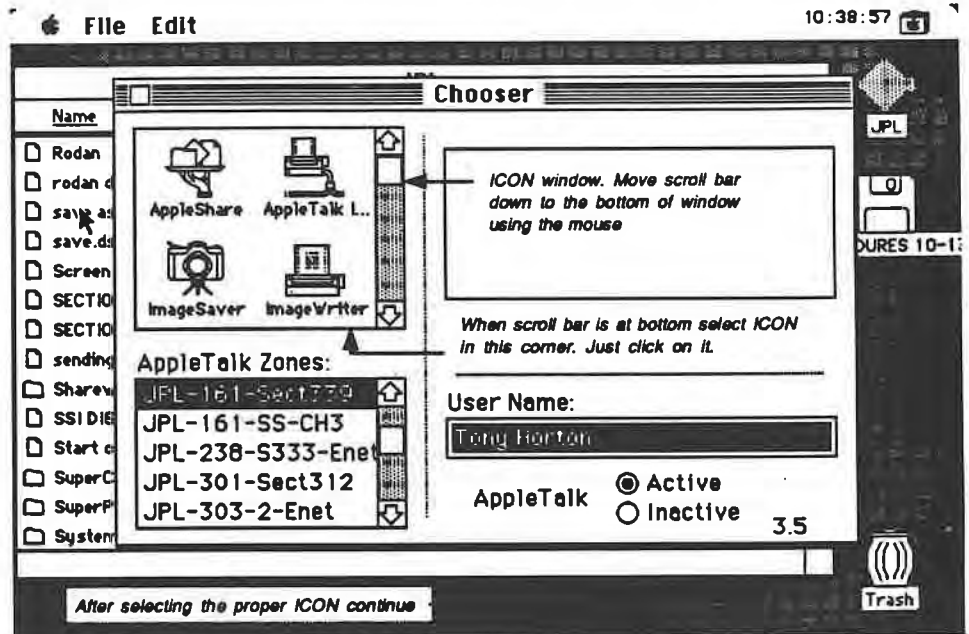 File Edit
10:38:57
Chooser
Name
JPL
Rodan
rodan
save as
save.ds
Screen
SECTIO
SECTIO
sending
Sharew
SSI DIE
Start
SuperC
SuperP
System
AppleShare AppleTalk I..
ImageSaver ImageWriter
ICON window. Move scroll bar
down to the bottom of window
using the mouse
DURES 10-1
When scroll bar is at bottom select ICON
in this corner. Just click on it.
AppleTalk Zones:
JPL-161-Sect339
JPL-161-SS-CH3
JPL-238-S333-Enet
JPL-301-Sect312
JPL-303-2-Enet
User Name:
Tony Horton
AppleTalk
Active
Inactive
3.5
Trash
After selecting the proper ICON continue